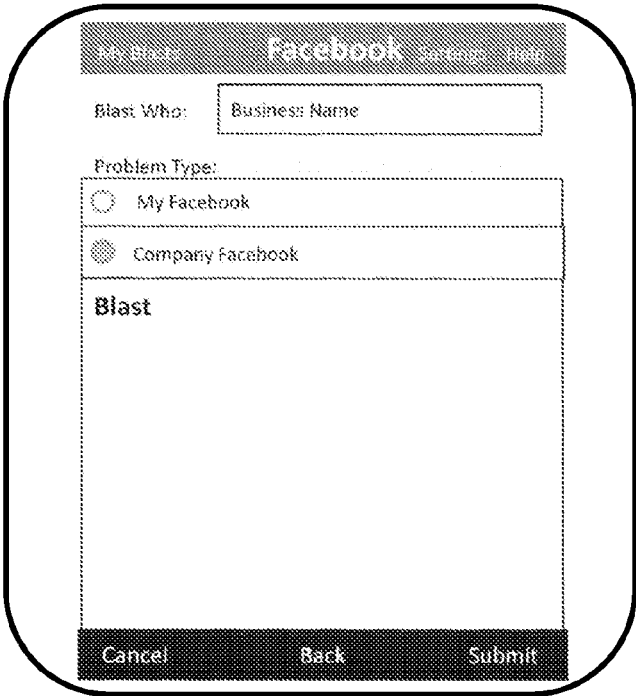 My Blasts Facebook Settings Help
Blast Who: Business Name
Problem Type:
My Facebook
Company Facebook
Blast
Cancel Back Submit